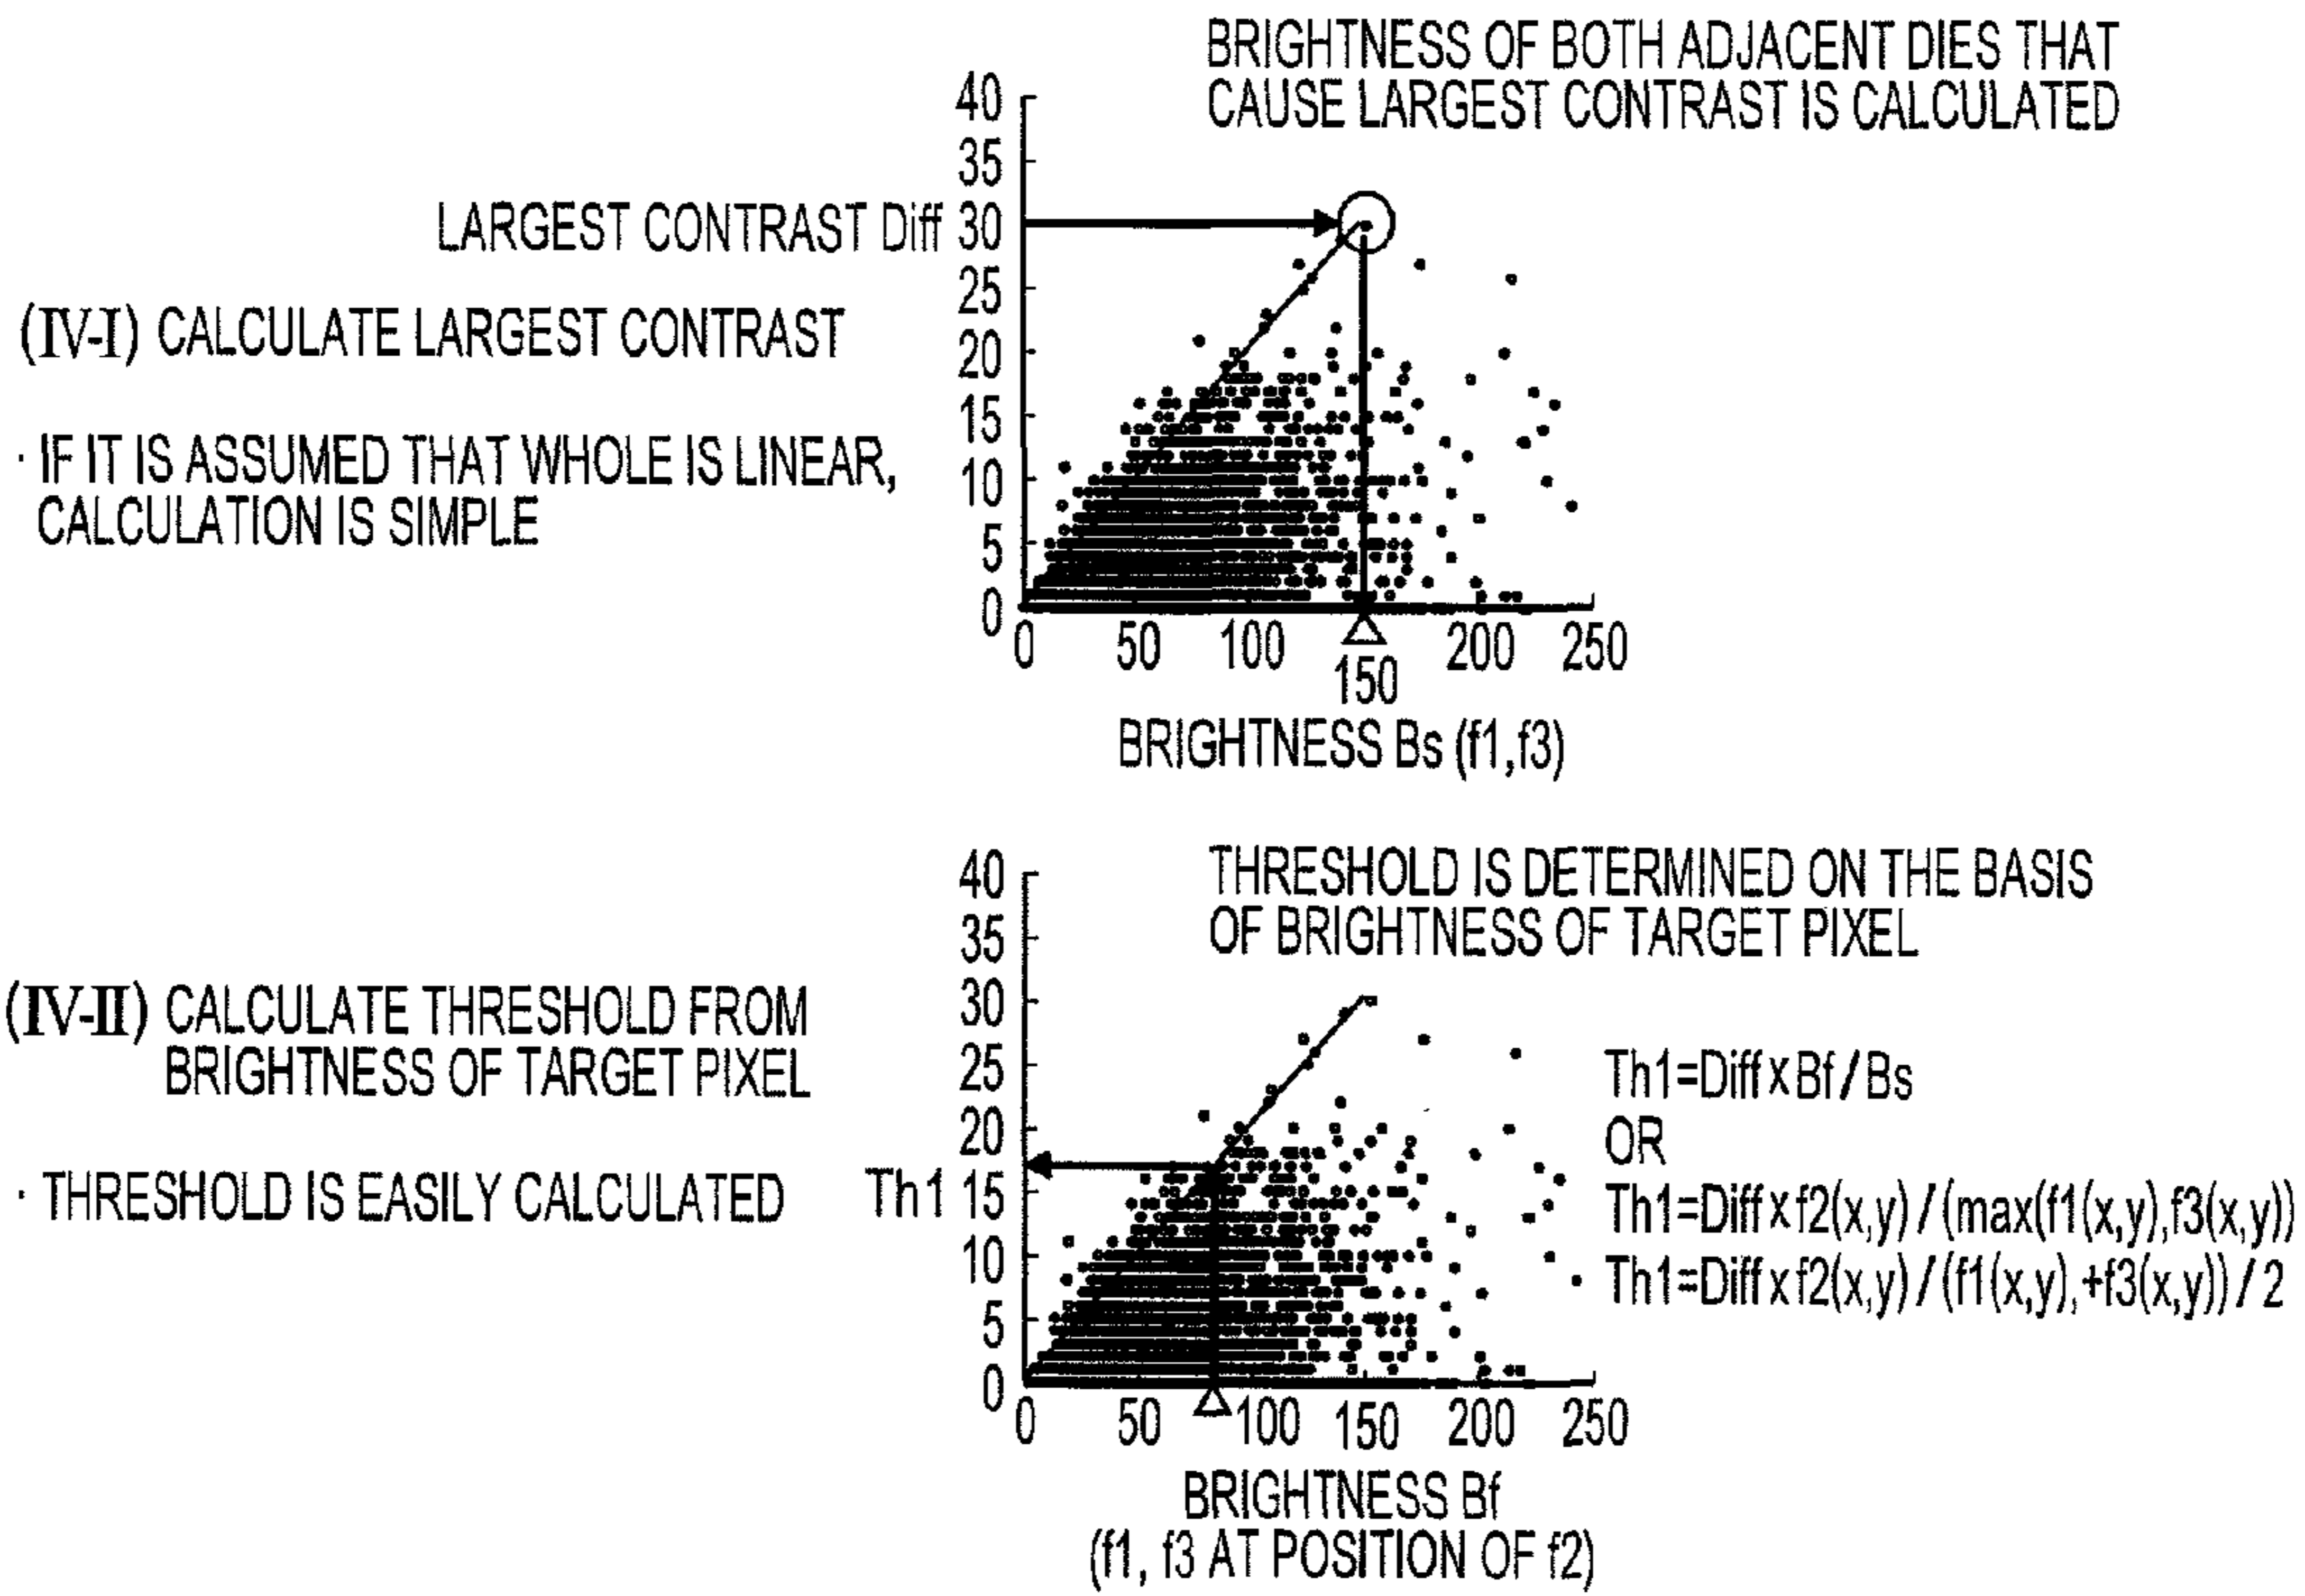 BRIGHTNESS OF BOTH ADJACENT DIES THAT
CAUSE LARGEST CONTRAST IS CALCULATED
40
35
LARGEST CONTRAST Diff 30
25
(IV-I) CALCULATE LARGEST CONTRAST
20
15
· IF IT IS ASSUMED THAT WHOLE IS LINEAR,
CALCULATION IS SIMPLE
10
5
0
0 50 100 150 200 250
BRIGHTNESS Bs (f1,f3)
THRESHOLD IS DETERMINED ON THE BASIS
OF BRIGHTNESS OF TARGET PIXEL
40
35
30
(IV-II) CALCULATE THRESHOLD FROM
BRIGHTNESS OF TARGET PIXEL
25
20
· THRESHOLD IS EASILY CALCULATED
Th1 15
10
5
0
0 50 100 150 200 250
BRIGHTNESS Bf
(f1, f3 AT POSITION OF f2)
Th1=Diff×Bf/Bs
OR
Th1=Diff×f2(x,y)/(max(f1(x,y),f3(x,y))
Th1=Diff×f2(x,y)/(f1(x,y),+f3(x,y))/2